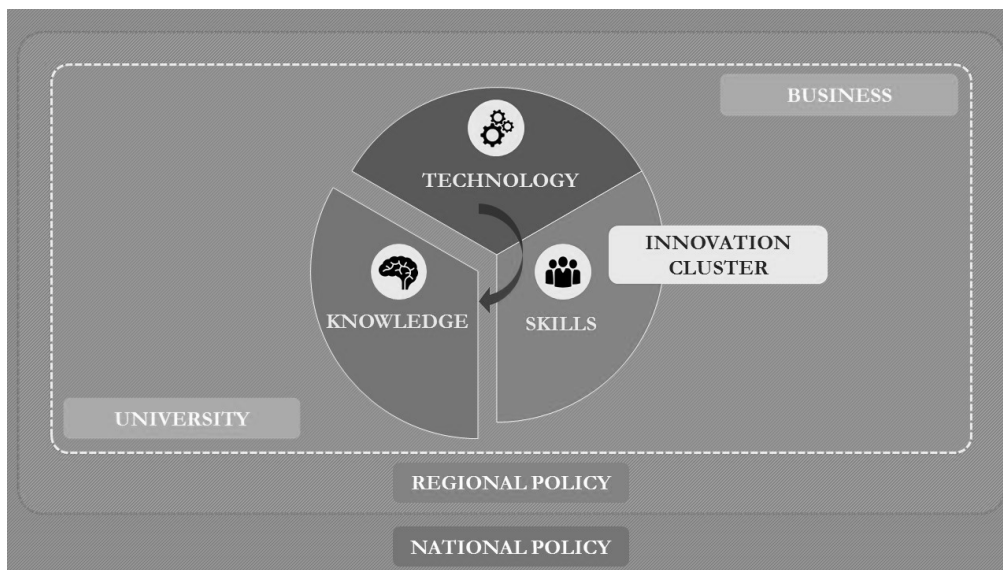 BUSINESS
TECHNOLOGY
INNOVATION
CLUSTER
KNOWLEDGE
SKILLS
UNIVERSITY
REGIONAL POLICY
NATIONAL POLICY